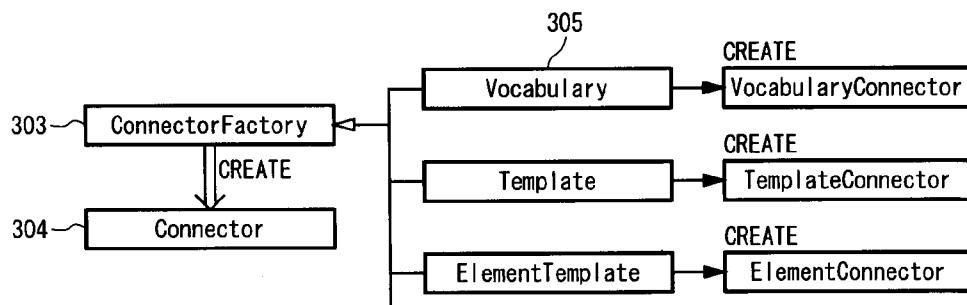 305
CREATE
Vocabulary
VocabularyConnector
303
ConnectorFactory
CREATE
CREATE
Template
TemplateConnector
304
Connector
CREATE
ElementTemplate
ElementConnector